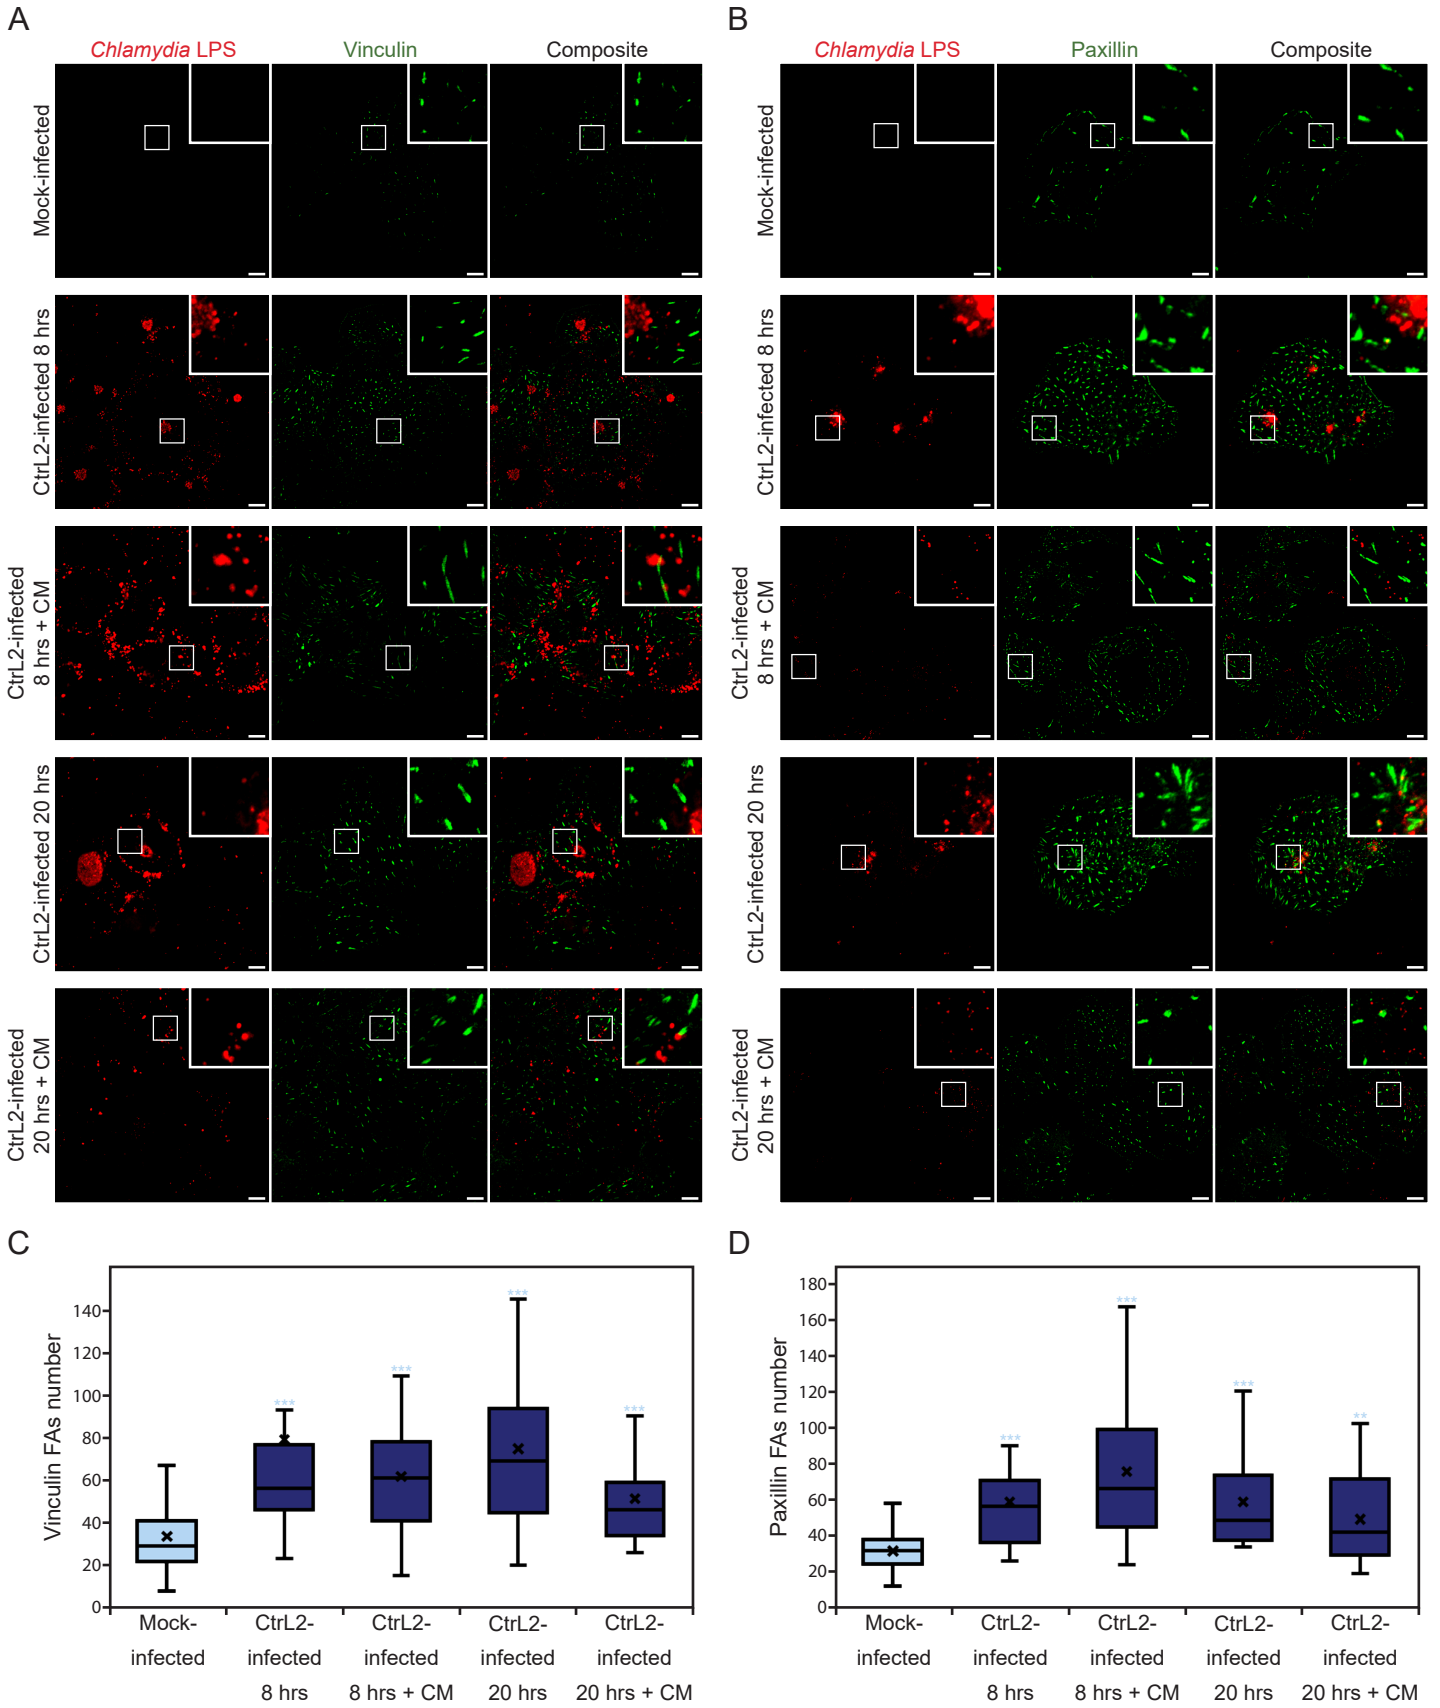 A
Chlamydia LPS
Vinculin
Composite
Mock-infected
CtrL2-infected 8 hrs
CtrL2-infected
8 hrs + CM
CtrL2-infected 20 hrs
CtrL2-infected
20 hrs + CM
B
Chlamydia LPS
Paxillin
Composite
Mock-infected
CtrL2-infected 8 hrs
CtrL2-infected
8 hrs + CM
CtrL2-infected 20 hrs
CtrL2-infected
20 hrs + CM
C
Vinculin FAs number
140
120
100
80
60
40
20
0
***
***
***
***
Mock-
infected
CtrL2-
infected
8 hrs
CtrL2-
infected
8 hrs + CM
CtrL2-
infected
20 hrs
CtrL2-
infected
20 hrs + CM
D
Paxillin FAs number
180
160
140
120
100
80
60
40
20
0
***
***
***
**
Mock-
infected
CtrL2-
infected
8 hrs
CtrL2-
infected
8 hrs + CM
CtrL2-
infected
20 hrs
CtrL2-
infected
20 hrs + CM